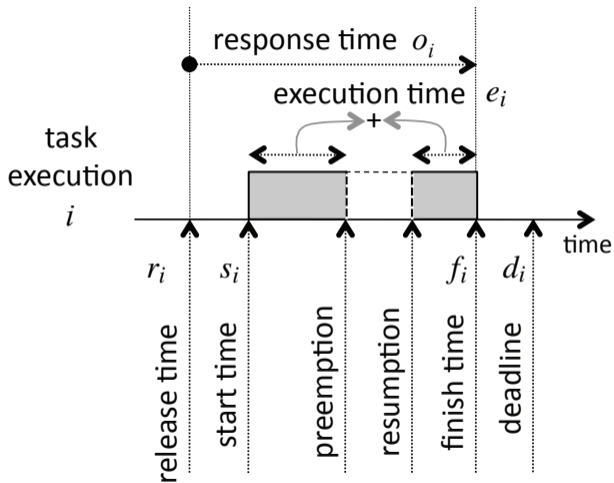 response time oᵢ
execution time eᵢ
+
task
execution
i
time
rᵢ
sᵢ
fᵢ
dᵢ
release time
start time
preemption
resumption
finish time
deadline